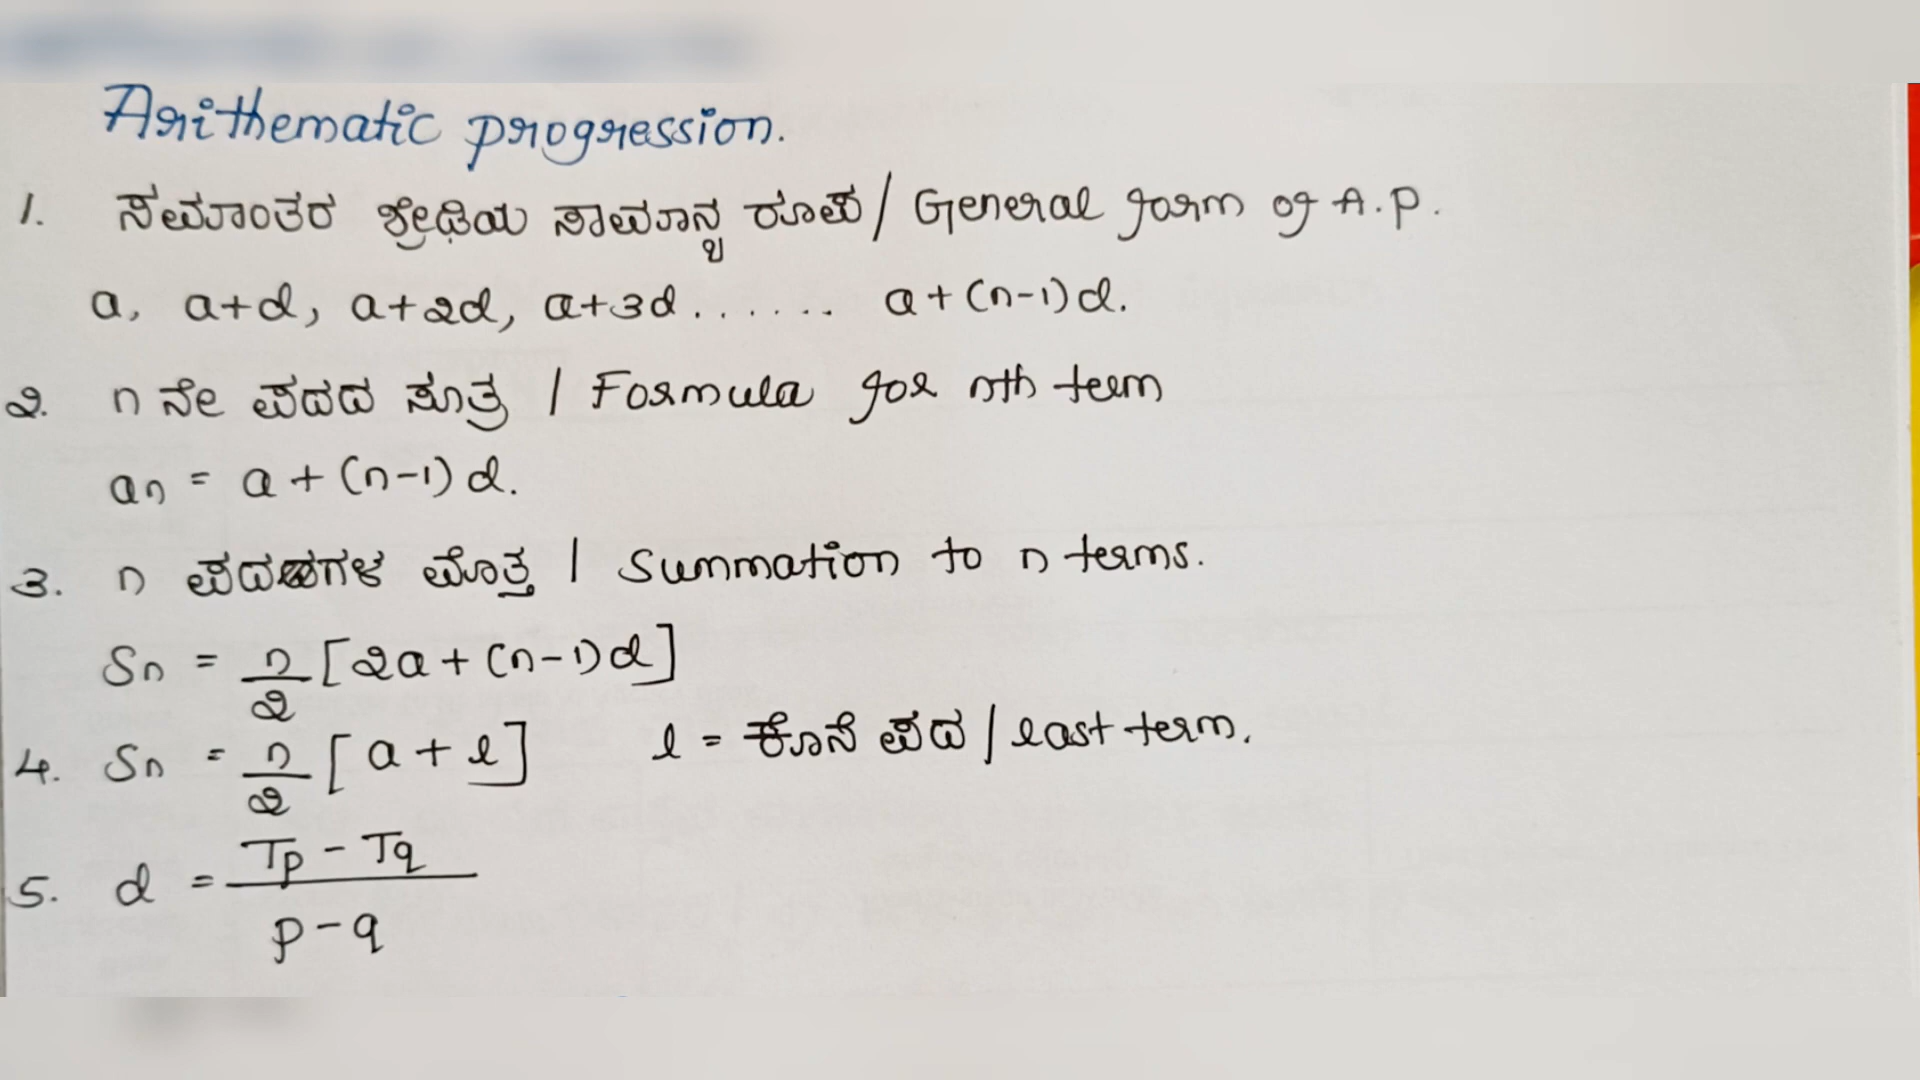 Arithematic progression.
1. ಸಮಾಂತರ ಶ್ರೇಢಿಯ ಸಾಮಾನ್ಯ ರೂಪ / General form of A.P.
a, a+d, a+2d, a+3d....... a+(n-1)d.
2. n ನೇ ಪದದ ಸೂತ್ರ / Formula for nth term
an = a+(n-1)d.
3. n ಪದಗಳ ಮೊತ್ತ / Summation to n terms.
Sn = n/2 [2a+(n-1)d]
4. Sn = n/2 [a+l] l = ಕೊನೆ ಪದ / last term.
5. d = Tp - Tq / p - q